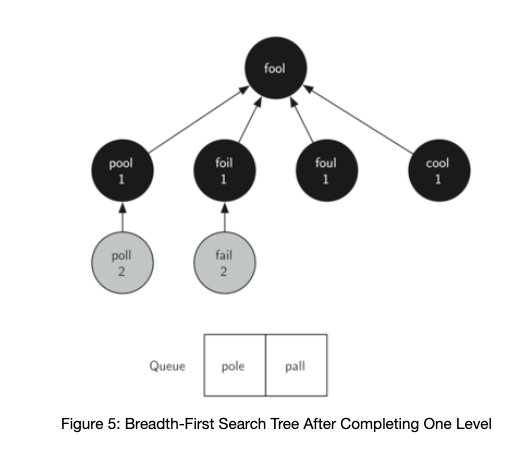 fool
pool
1
foil
1
foul
1
cool
1
poll
2
fail
2
Queue
pole
pall
Figure 5: Breadth-First Search Tree After Completing One Level